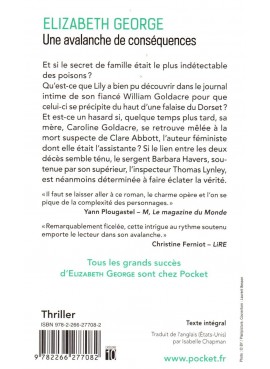 ELIZABETH GEORGE
Une avalanche de conséquences
Et si le secret de famille était le plus indétectable
des poisons ?
Qu'est-ce que Lily a bien pu découvrir dans le journal
intime de son fiancé William Goldacre pour que
celui-ci se précipite du haut d'une falaise du Dorset ?
Et est-ce un hasard si, quelque temps plus tard, sa
mère, Caroline Goldacre, se retrouve mêlée à la mort
suspecte de Clare Abbott, l'auteur féministe
dont elle était l'assistante ? Si le lien entre les deux
décès semble ténu, le sergent Barbara Havers, sou-
tenue par son supérieur, l'inspecteur Thomas Lynley,
est néanmoins déterminée à faire éclater la vérité.
« Il faut se laisser aller à ce roman, le charme opère et l'on se
pique de la complexité des personnages. »
Yann Plougastel – M, Le magazine du Monde
« Remarquablement ficelée, cette intrigue au rythme soutenu
emporte le lecteur dans son avalanche. »
Christine Ferniot – LIRE
Tous les grands succès
d'ELIZABETH GEORGE sont chez Pocket
Thriller
ISBN 978-2-266-27708-2
9 782266 277082
Texte intégral
Traduit de l'anglais (États-Unis)
par Isabelle Chapman
www.pocket.fr